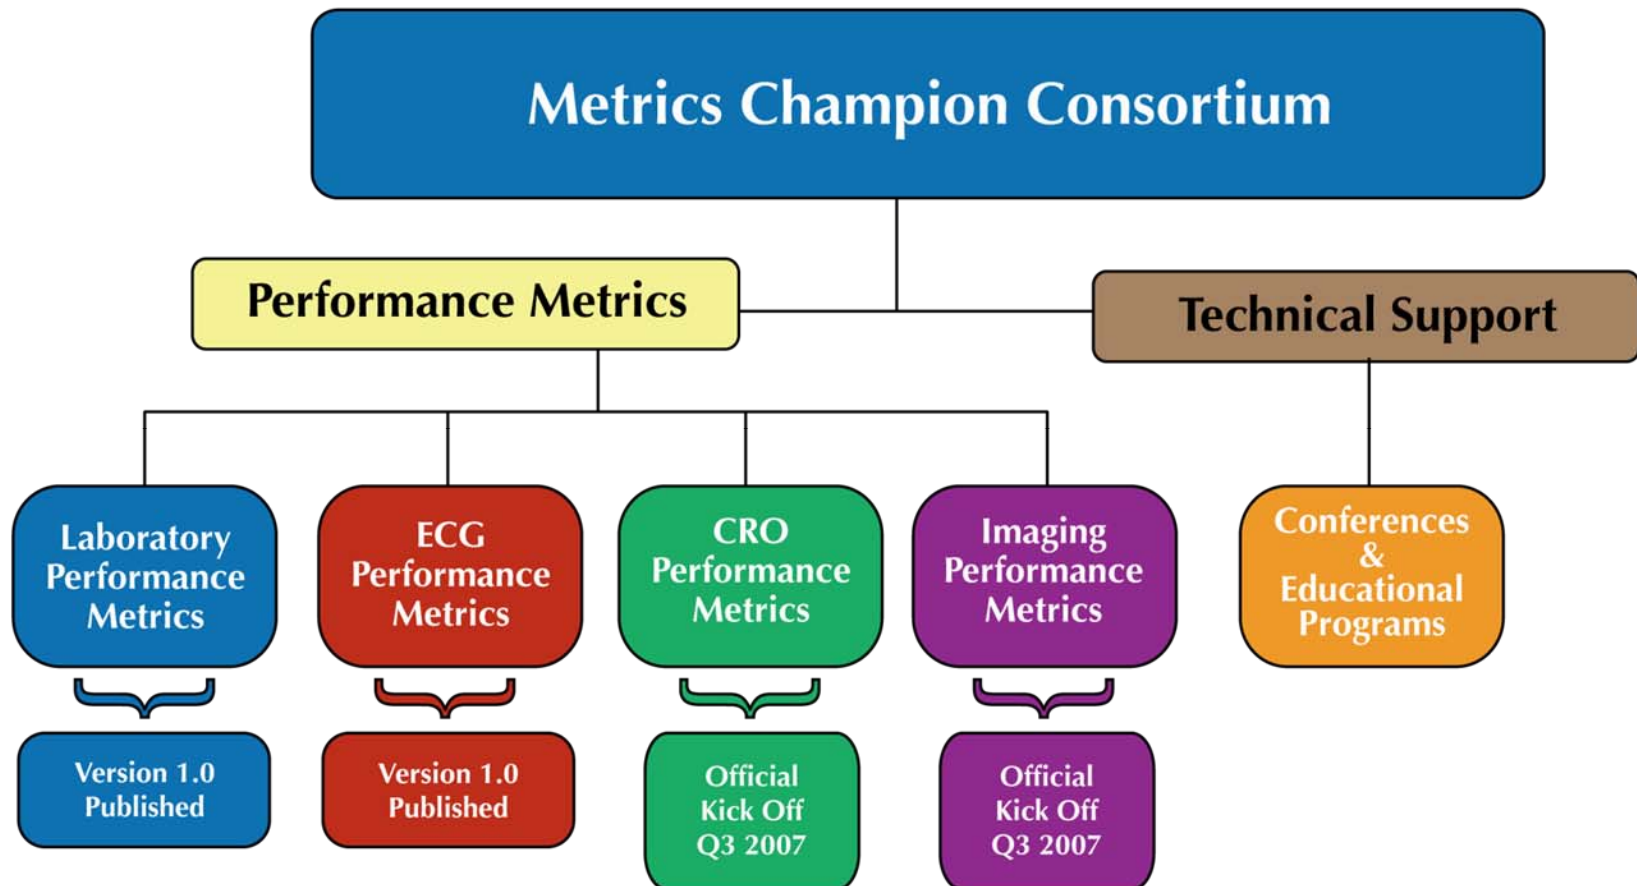 Metrics Champion Consortium
Performance Metrics
Technical Support
Laboratory
Performance
Metrics
ECG
Performance
Metrics
CRO
Performance
Metrics
Imaging
Performance
Metrics
Conferences
&
Educational
Programs
Version 1.0
Published
Version 1.0
Published
Official
Kick Off
Q3 2007
Official
Kick Off
Q3 2007